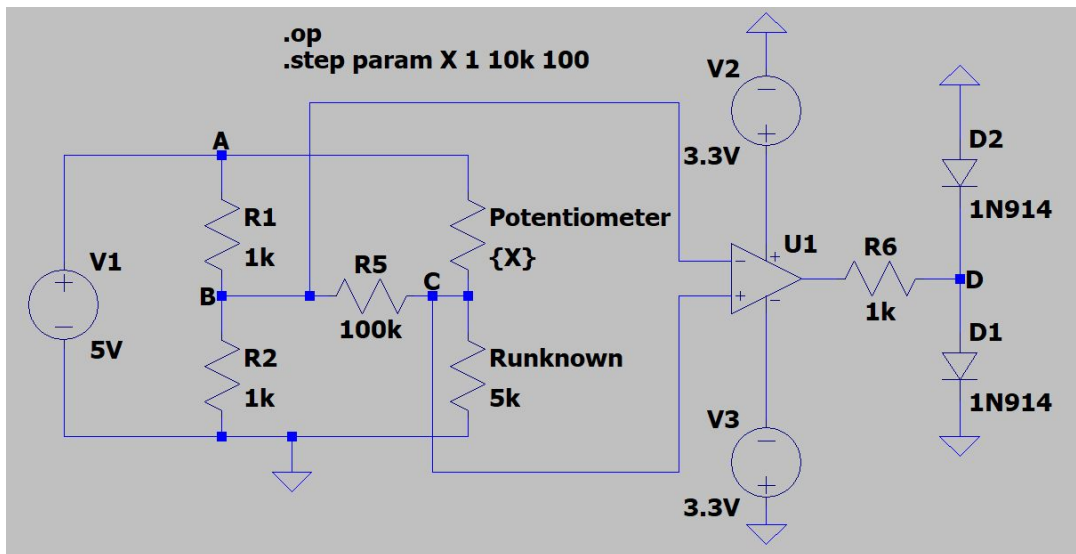 .op
.step param X 1 10k 100
V2
3.3V
A
D2
1N914
R1
1k
Potentiometer
{X}
V1
5V
B
R5
100k
C
U1
R6
1k
D
R2
1k
Runknown
5k
D1
1N914
V3
3.3V